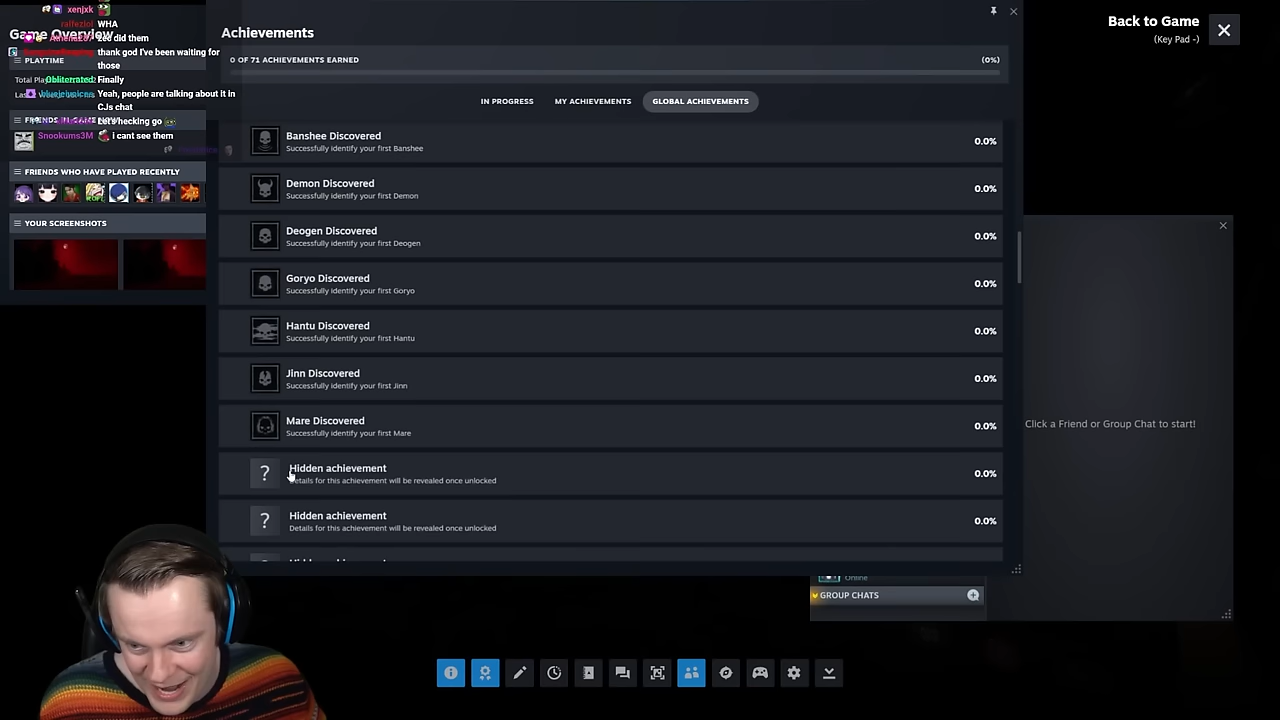 xenjxk
ralfeziol WHA
Game Overview
Zed did them
thank god I've been waiting for
those
PLAYTIME
Obliterated: Finally
Yeah, people are talking about it in
CJs chat
Let's hecking go
Snookums3M i cant see them
FRIENDS WHO HAVE PLAYED RECENTLY
YOUR SCREENSHOTS
Achievements
0 OF 71 ACHIEVEMENTS EARNED (0%)
IN PROGRESS MY ACHIEVEMENTS GLOBAL ACHIEVEMENTS
Banshee Discovered
Successfully identify your first Banshee
0.0%
Demon Discovered
Successfully identify your first Demon
0.0%
Deogen Discovered
Successfully identify your first Deogen
0.0%
Goryo Discovered
Successfully identify your first Goryo
0.0%
Hantu Discovered
Successfully identify your first Hantu
0.0%
Jinn Discovered
Successfully identify your first Jinn
0.0%
Mare Discovered
Successfully identify your first Mare
0.0%
? Hidden achievement
Details for this achievement will be revealed once unlocked
0.0%
? Hidden achievement
Details for this achievement will be revealed once unlocked
0.0%
Back to Game
(Key Pad -)
Click a Friend or Group Chat to start!
Online
GROUP CHATS